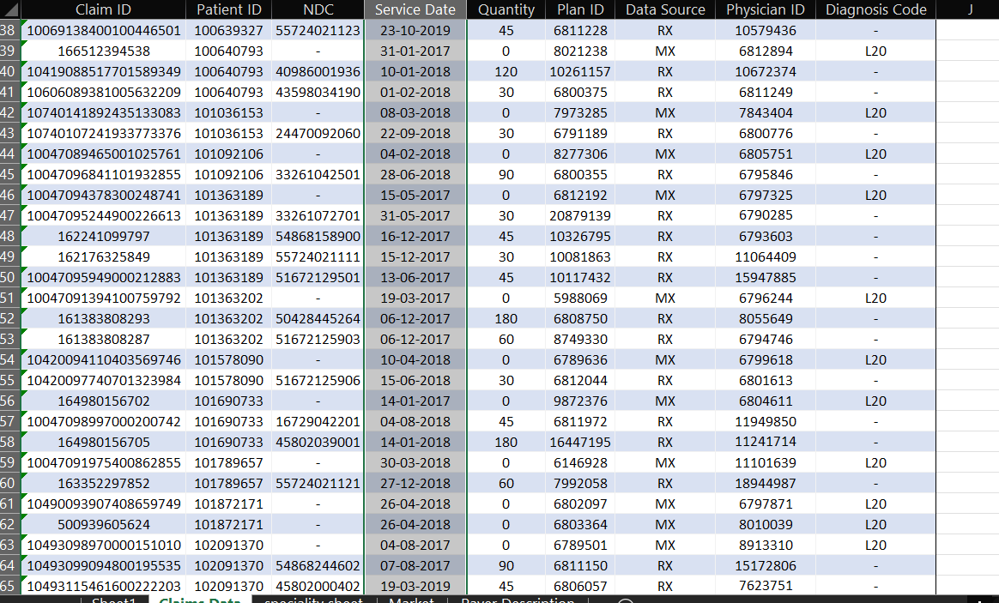 Claim ID Patient ID NDC Service Date Quantity Plan ID Data Source Physician ID Diagnosis Code J
38 10069138400100446501 100639327 55724021123 23-10-2019 45 6811228 RX 10579436 -
39 166512394538 100640793 - 31-01-2017 0 8021238 MX 6812894 L20
40 10419088517701589349 100640793 40986001936 10-01-2018 120 10261157 RX 10672374 -
41 10606089381005632209 100640793 43598034190 01-02-2018 30 6800375 RX 6811249 -
42 10740141892435133083 101036153 - 08-03-2018 0 7973285 MX 7843404 L20
43 10740107241933773376 101036153 24470092060 22-09-2018 30 6791189 RX 6800776 -
44 10047089465001025761 101092106 - 04-02-2018 0 8277306 MX 6805751 L20
45 10047096841101932855 101092106 33261042501 28-06-2018 90 6800355 RX 6795846 -
46 10047094378300248741 101363189 - 15-05-2017 0 6812192 MX 6797325 L20
47 10047095244900226613 101363189 33261072701 31-05-2017 30 20879139 RX 6790285 -
48 162241099797 101363189 54868158900 16-12-2017 45 10326795 RX 6793603 -
49 162176325849 101363189 55724021111 15-12-2017 30 10081863 RX 11064409 -
50 10047095949000212883 101363189 51672129501 13-06-2017 45 10117432 RX 15947885 -
51 10047091394100759792 101363202 - 19-03-2017 0 5988069 MX 6796244 L20
52 161383808293 101363202 50428445264 06-12-2017 180 6808750 RX 8055649 -
53 161383808287 101363202 51672125903 06-12-2017 60 8749330 RX 6794746 -
54 10420094110403569746 101578090 - 10-04-2018 0 6789636 MX 6799618 L20
55 10420097740701323984 101578090 51672125906 15-06-2018 30 6812044 RX 6801613 -
56 164980156702 101690733 - 14-01-2017 0 9872376 MX 6804611 L20
57 10047098997000200742 101690733 16729042201 04-08-2018 45 6811972 RX 11949850 -
58 164980156705 101690733 45802039001 14-01-2018 180 16447195 RX 11241714 -
59 10047091975400862855 101789657 - 30-03-2018 0 6146928 MX 11101639 L20
60 163352297852 101789657 55724021121 27-12-2018 60 7992058 RX 18944987 -
61 10490093907408659749 101872171 - 26-04-2018 0 6802097 MX 6797871 L20
62 500939605624 101872171 - 26-04-2018 0 6803364 MX 8010039 L20
63 10493098970000151010 102091370 - 04-08-2017 0 6789501 MX 8913310 L20
64 10493099094800195535 102091370 54868244602 07-08-2017 90 6811150 RX 15172806 -
65 10493115461600222203 102091370 45802000402 19-03-2019 45 6806057 RX 7623751 -
Sheet1 Claims Data speciality sheet Market Payer Description